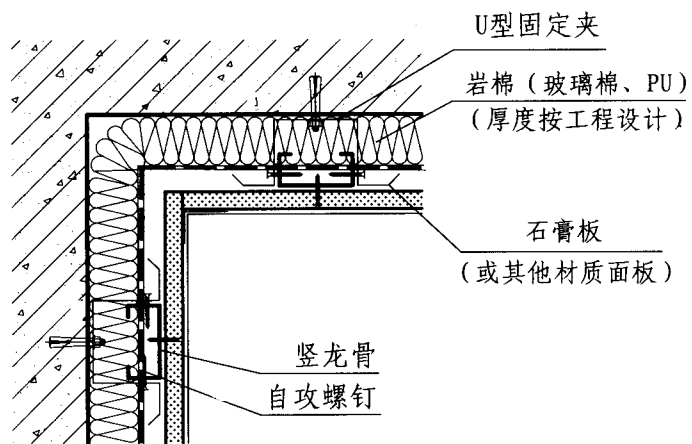 U型固定夹
岩棉（玻璃棉、PU）
（厚度按工程设计）
石膏板
（或其他材质面板）
竖龙骨
自攻螺钉